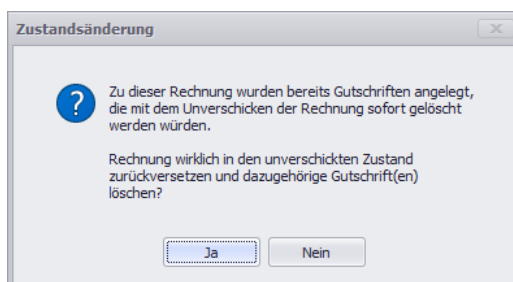 Zustandsänderung
Zu dieser Rechnung wurden bereits Gutschriften angelegt,
die mit dem Unverschicken der Rechnung sofort gelöscht
werden würden.
Rechnung wirklich in den unverschickten Zustand
zurückversetzen und dazugehörige Gutschrift(en)
löschen?
Ja
Nein